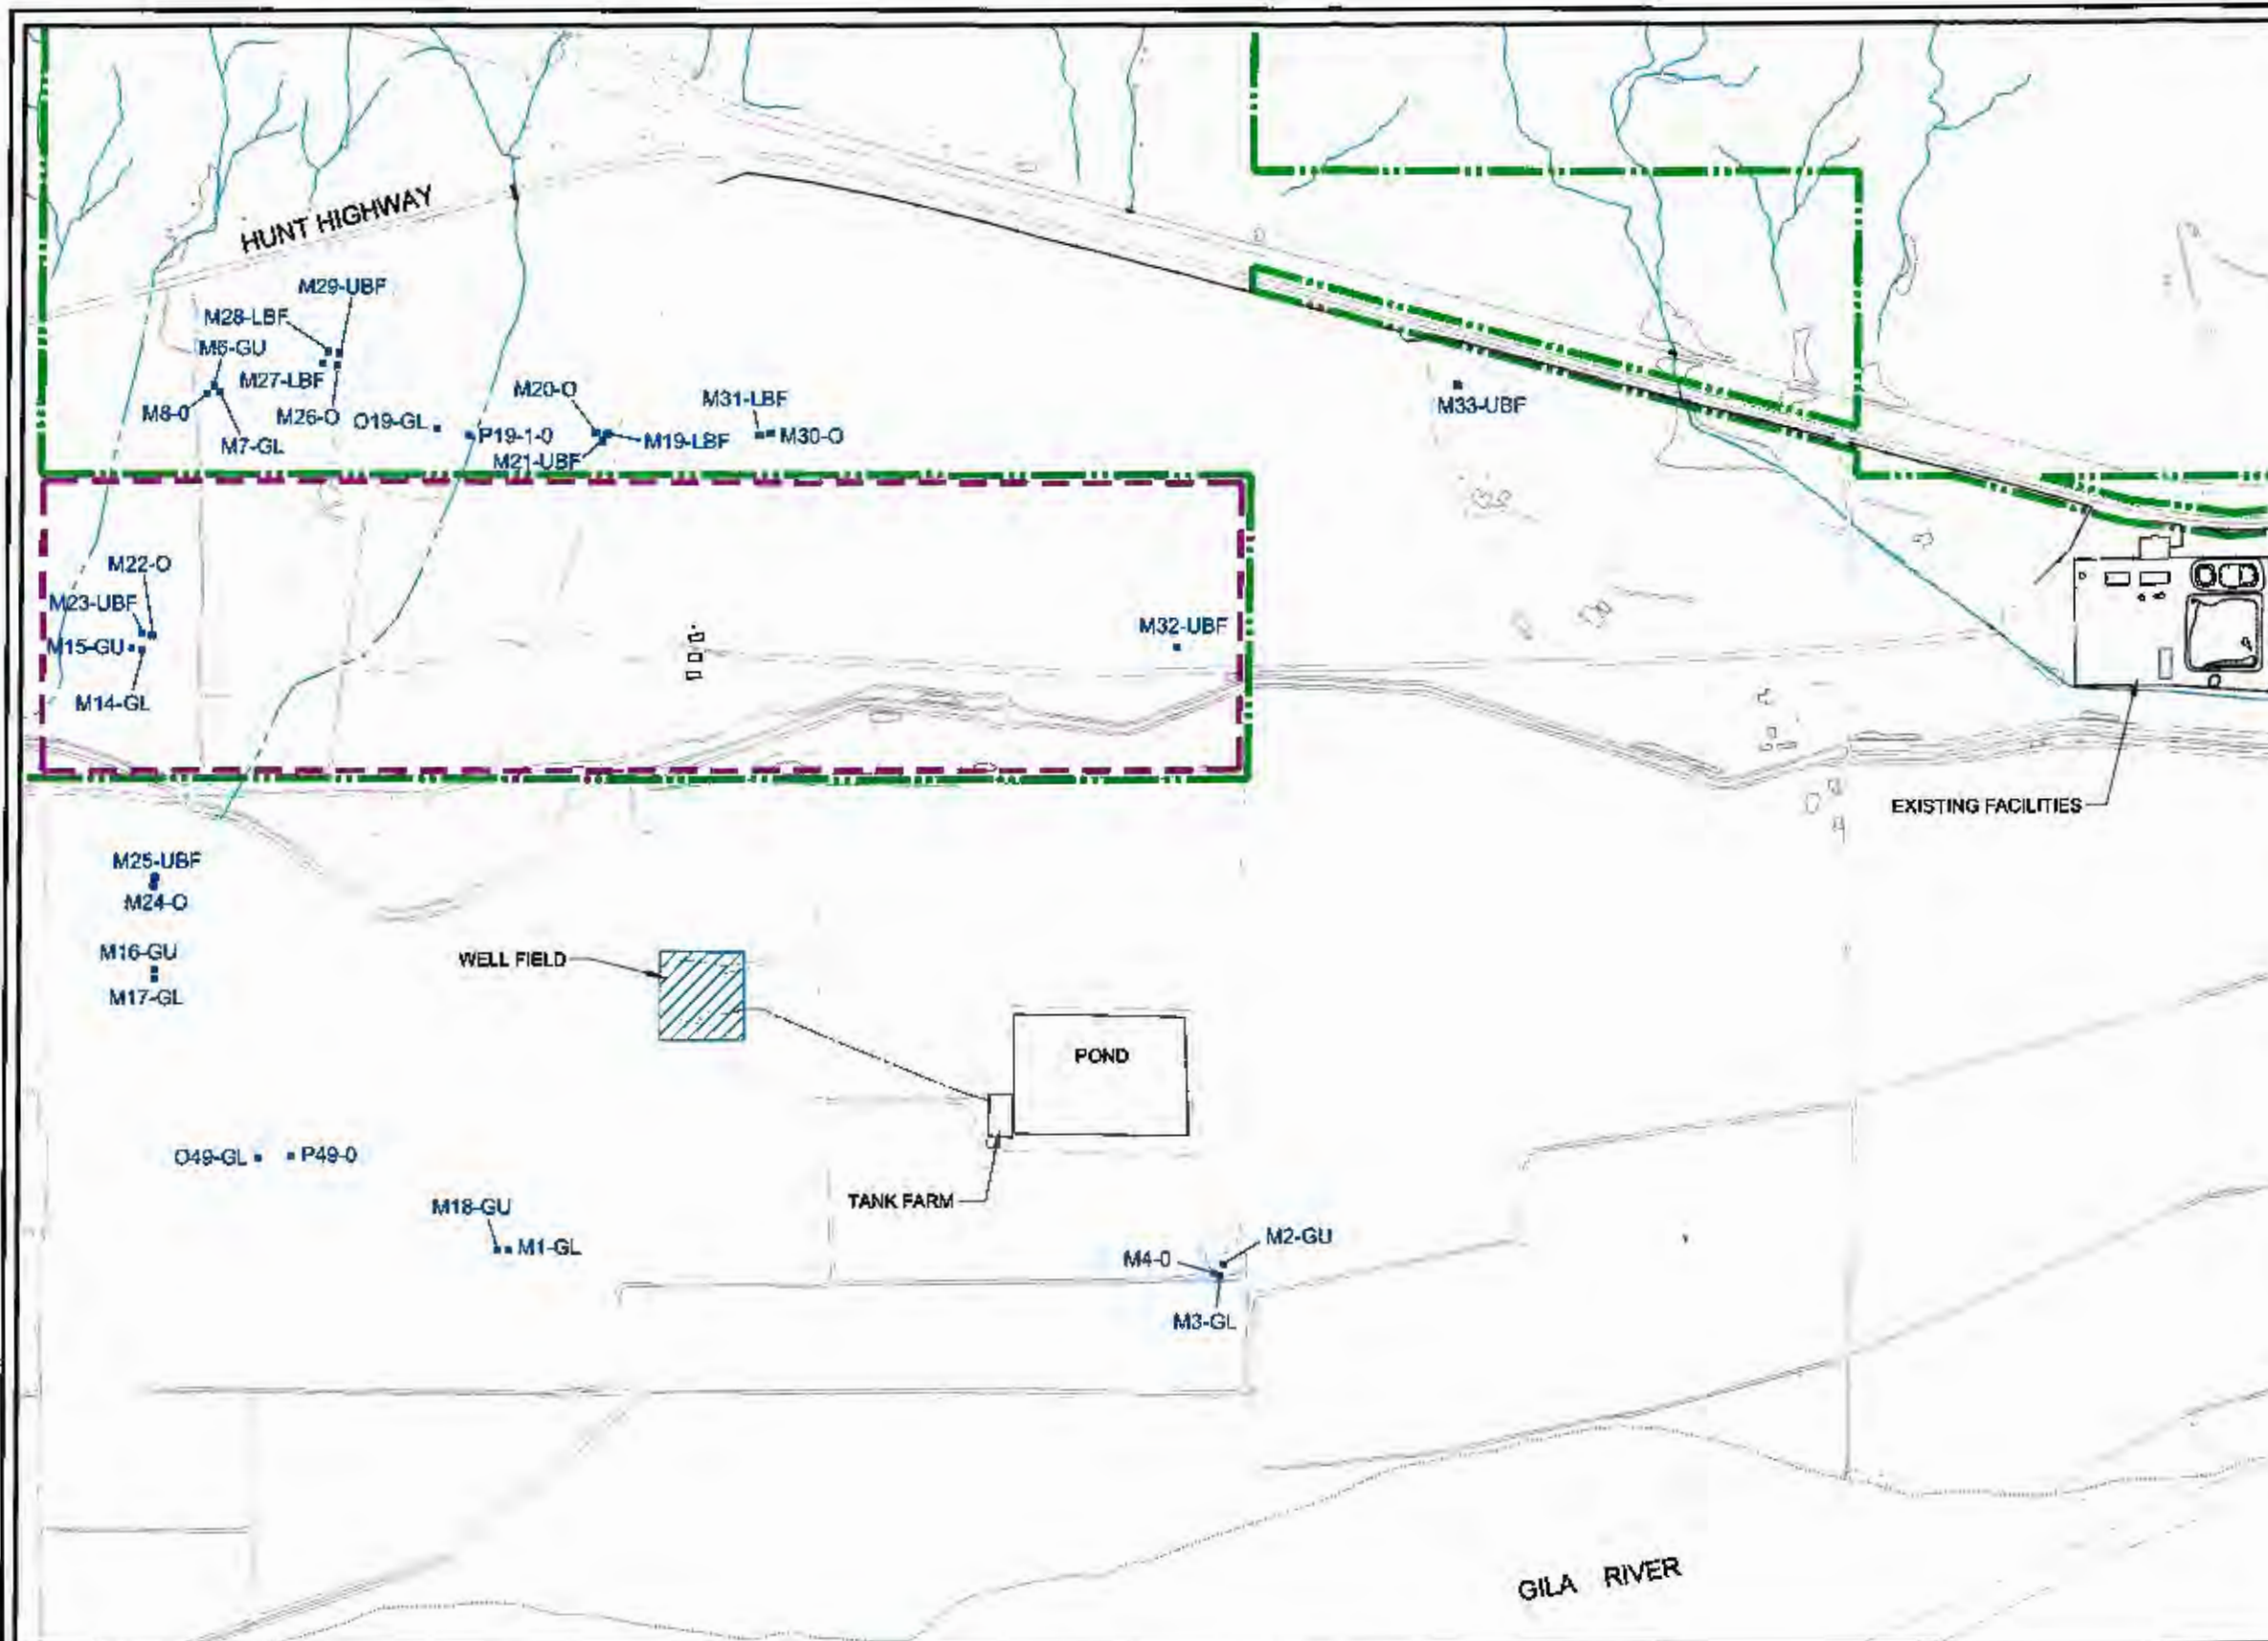 HUNT HIGHWAY
M29-UBF
M28-LBF
M6-GU
M27-LBF
M8-0
M26-O
M7-GL
O19-GL
P19-1-0
M20-O
M21-UBF
M19-LBF
M31-LBF
M30-O
M33-UBF
M22-O
M23-UBF
M15-GU
M14-GL
M32-UBF
EXISTING FACILITIES
M25-UBF
M24-O
M16-GU
M17-GL
WELL FIELD
POND
TANK FARM
O49-GL
P49-0
M18-GU
M1-GL
M2-GU
M4-0
M3-GL
GILA RIVER